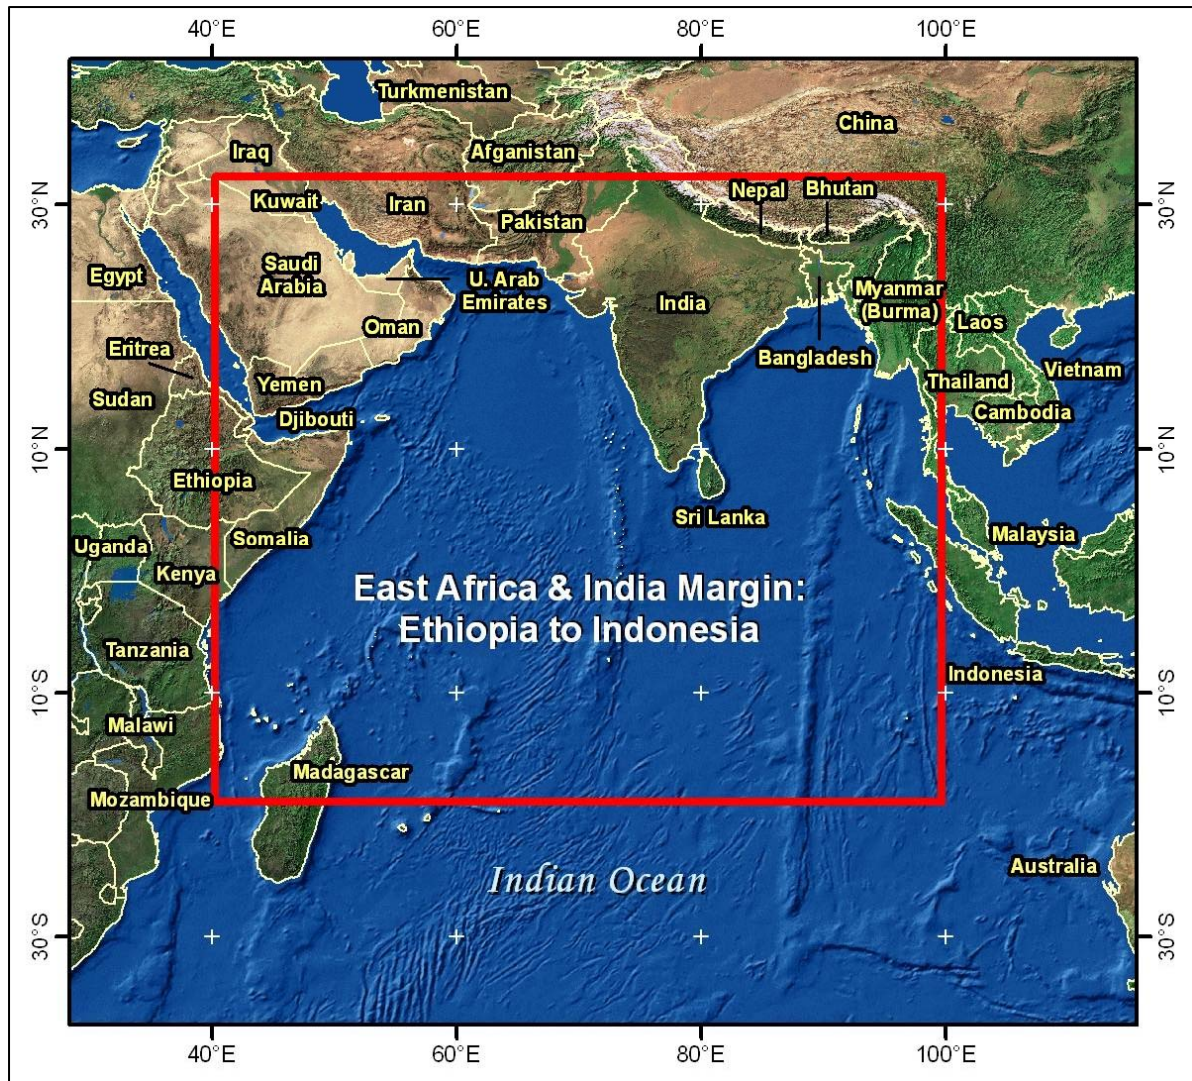 40°E
60°E
80°E
100°E
Turkmenistan
China
Iraq
Afganistan
Nepal
Bhutan
30°N
Kuwait
Iran
Pakistan
30°N
Egypt
Saudi
Arabia
U. Arab
Emirates
India
Myanmar
(Burma)
Oman
Laos
Eritrea
Bangladesh
Vietnam
Sudan
Yemen
Thailand
Djibouti
Cambodia
10°N
10°N
Ethiopia
Sri Lanka
Somalia
Malaysia
Uganda
Kenya
East Africa & India Margin:
Ethiopia to Indonesia
Tanzania
Indonesia
10°S
10°S
Malawi
Madagascar
Mozambique
Indian Ocean
Australia
30°S
30°S
40°E
60°E
80°E
100°E